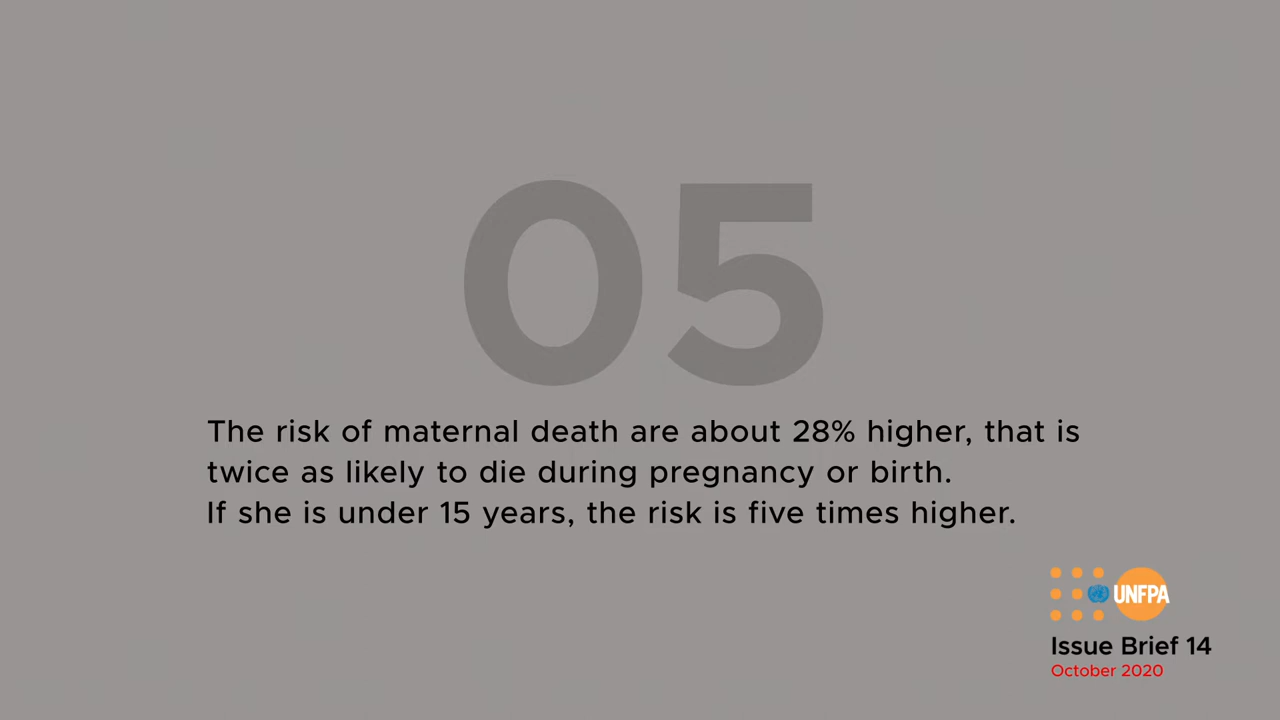 05
The risk of maternal death are about 28% higher, that is
twice as likely to die during pregnancy or birth.
If she is under 15 years, the risk is five times higher.
UNFPA
Issue Brief 14
October 2020